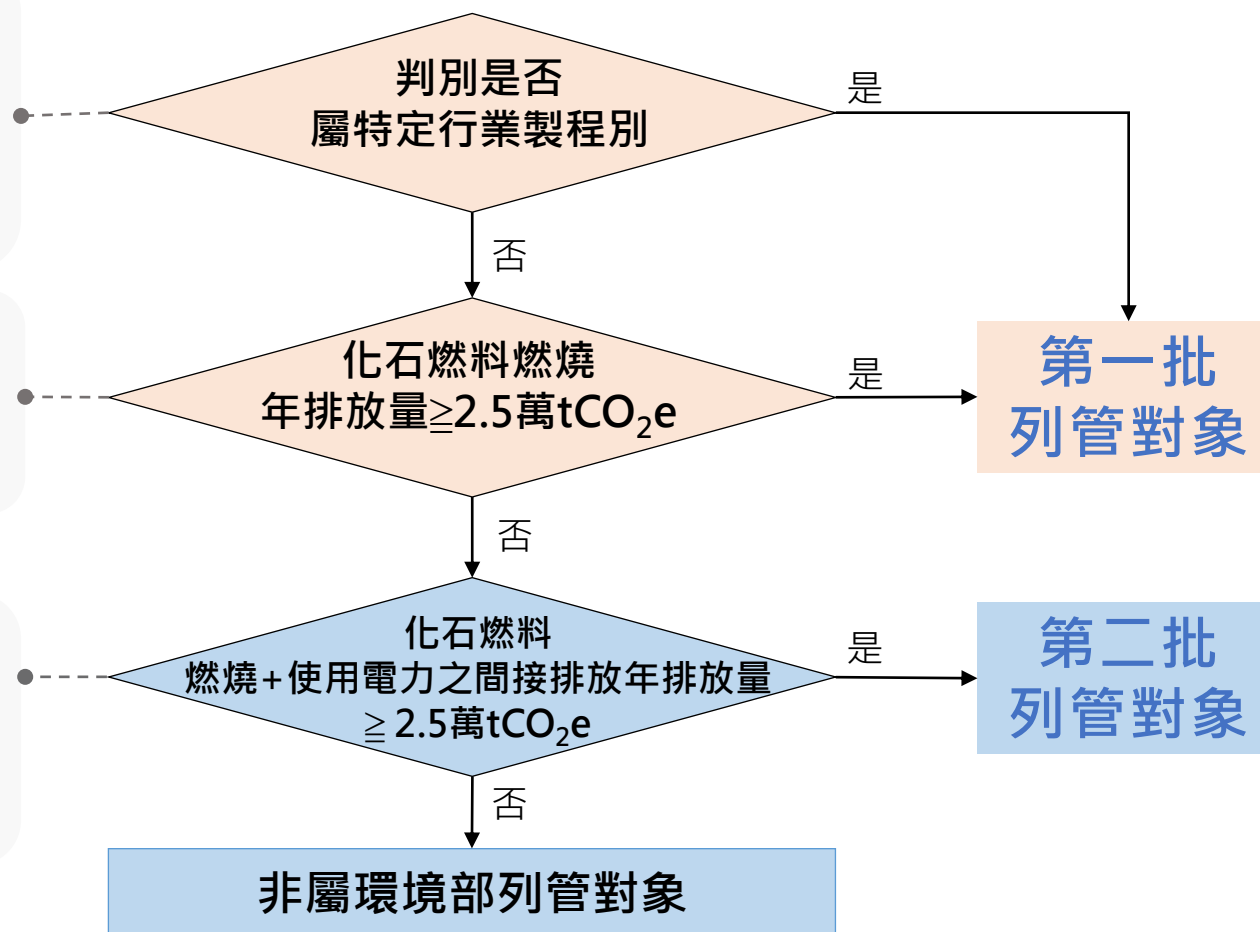 判別是否
屬特定行業製程別
是
否
化石燃料燃燒
年排放量≧2.5萬tCO₂e
是
第一批
列管對象
否
化石燃料
燃燒+使用電力之間接排放年排放量
≧2.5萬tCO₂e
是
第二批
列管對象
否
非屬環境部列管對象